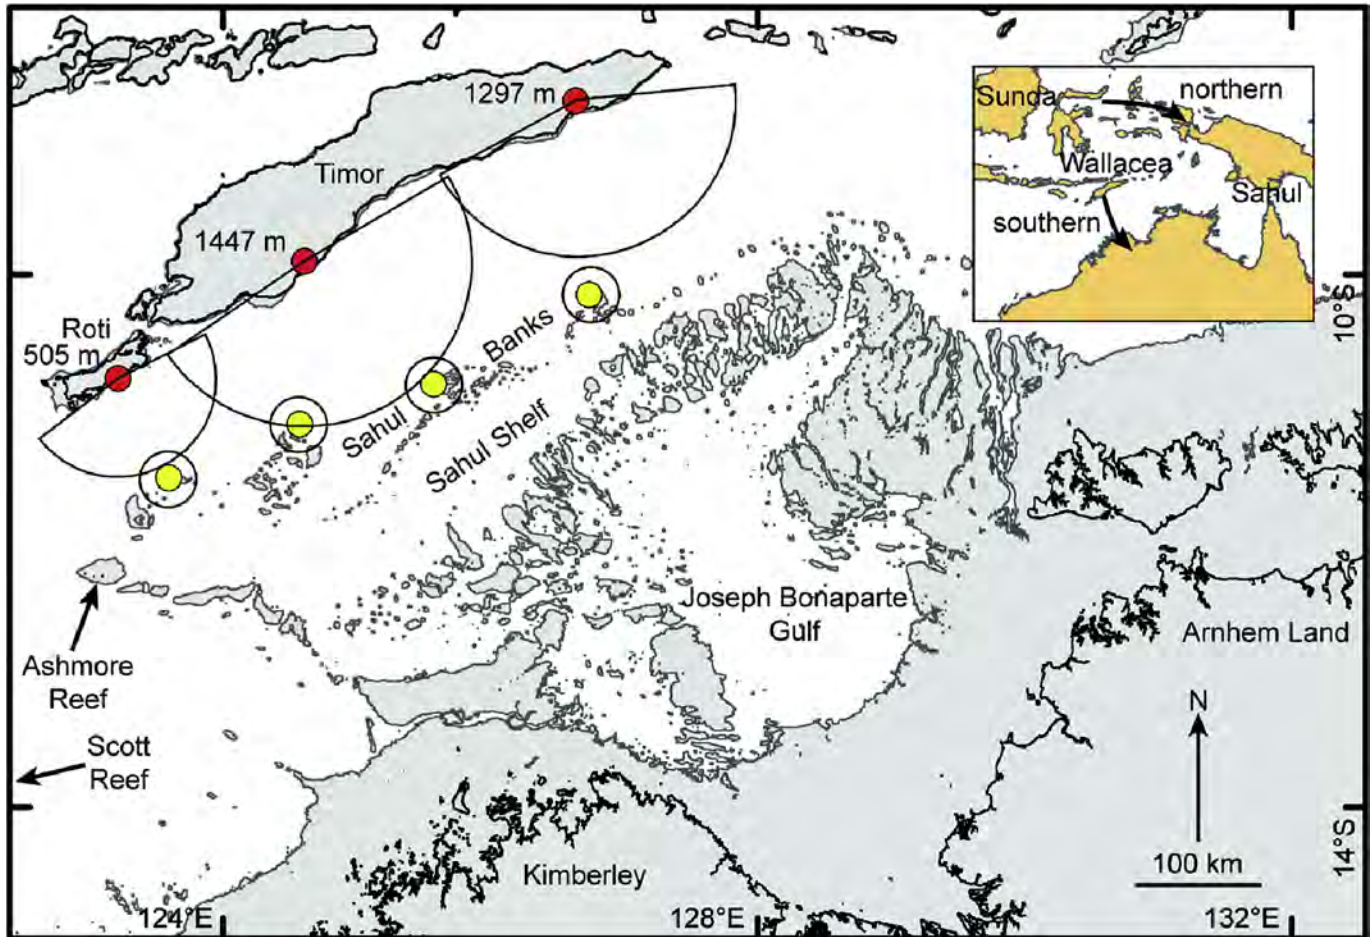 1297 m
Timor
1447 m
Roti
505 m
Sahul Banks
Sahul Shelf
Sunda
northern
Wallacea
Sahul
southern
10°S
Joseph Bonaparte
Gulf
Arnhem Land
Ashmore
Reef
Scott
Reef
N
100 km
14°S
Kimberley
124°E
128°E
132°E